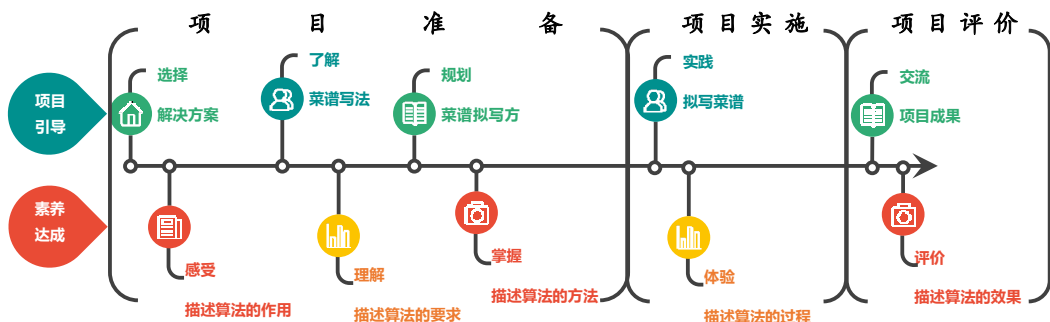 项 目 准 备
项目实施
项目评价
项目
引导
选择
解决方案
了解
菜谱写法
规划
菜谱拟写方
实践
拟写菜谱
交流
项目成果
素养
达成
感受
描述算法的作用
理解
描述算法的要求
掌握
描述算法的方法
体验
描述算法的过程
评价
描述算法的效果